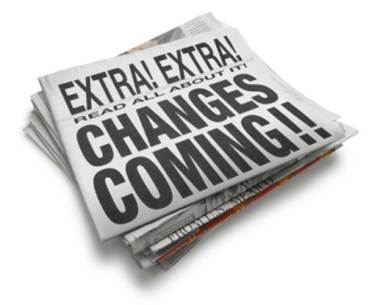 EXTRA! EXTRA!
READ ALL ABOUT IT!
CHANGES
COMING!!